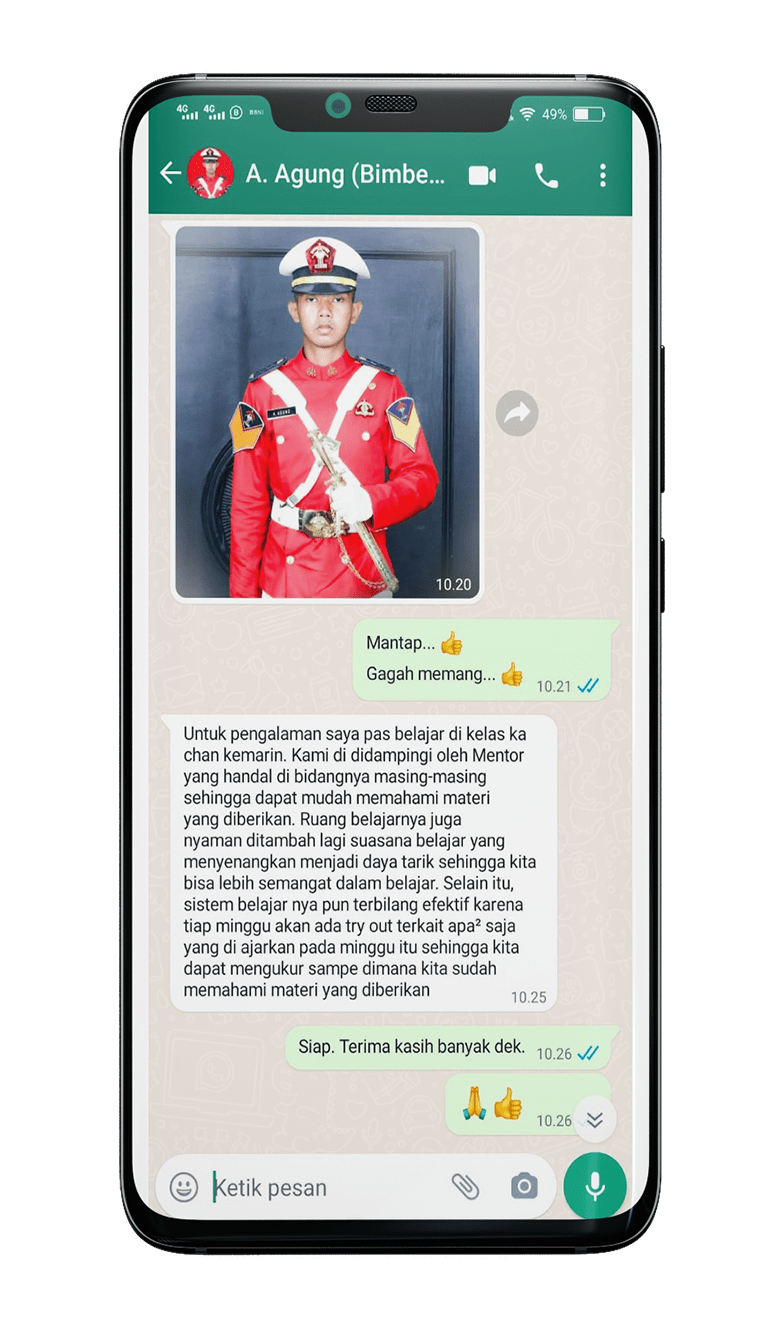 4G 4G B BBNI 49%
A. Agung (Bimbe...
A. AGUNG
10.20
Mantap... 👍
Gagah memang... 👍 10.21
Untuk pengalaman saya pas belajar di kelas ka
chan kemarin. Kami di didampingi oleh Mentor
yang handal di bidangnya masing-masing
sehingga dapat mudah memahami materi
yang diberikan. Ruang belajarnya juga
nyaman ditambah lagi suasana belajar yang
menyenangkan menjadi daya tarik sehingga kita
bisa lebih semangat dalam belajar. Selain itu,
sistem belajar nya pun terbilang efektif karena
tiap minggu akan ada try out terkait apa² saja
yang di ajarkan pada minggu itu sehingga kita
dapat mengukur sampe dimana kita sudah
memahami materi yang diberikan 10.25
Siap. Terima kasih banyak dek. 10.26
🙏👍 10.26
Ketik pesan